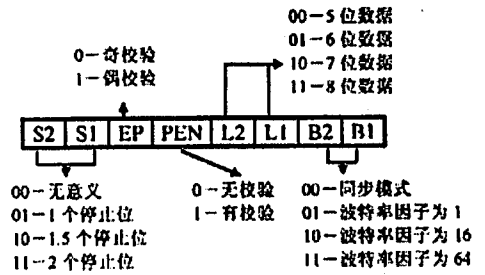 00－5位数据
01－6位数据
0－奇校验
10－7位数据
1－偶校验
11－8位数据
S2 S1 EP PEN L2 L1 B2 B1
00－无意义
0－无校验
00－同步模式
01－1个停止位
1－有校验
01－波特率因子为1
10－1.5个停止位
10－波特率因子为16
11－2个停止位
11－波特率因子为64